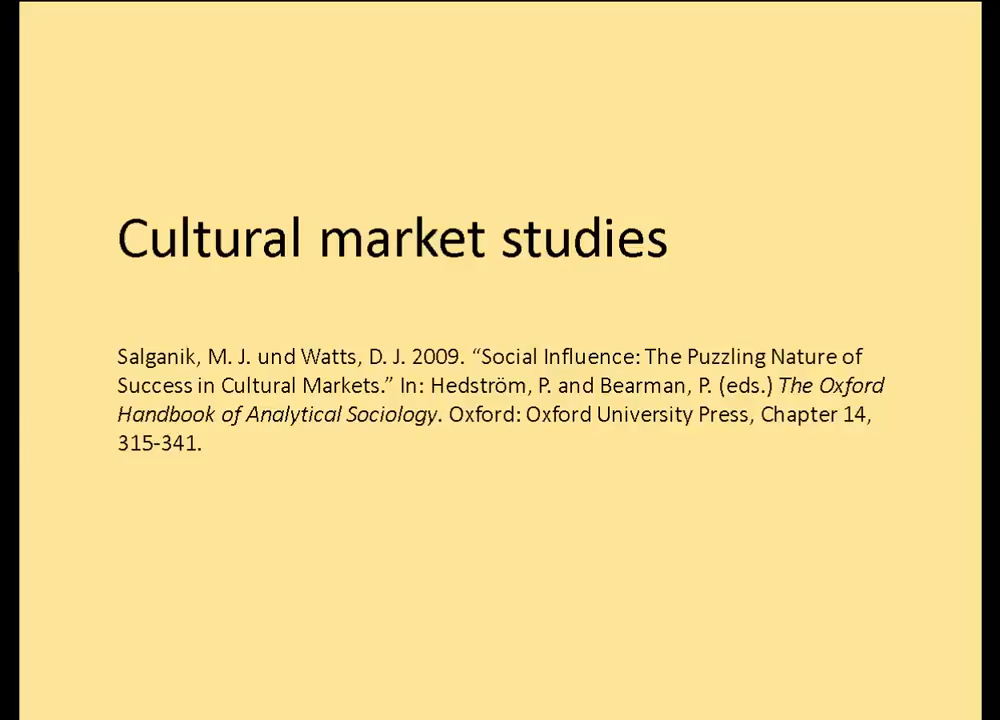 Cultural market studies
Salganik, M. J. und Watts, D. J. 2009. “Social Influence: The Puzzling Nature of
Success in Cultural Markets.” In: Hedström, P. and Bearman, P. (eds.) The Oxford
Handbook of Analytical Sociology. Oxford: Oxford University Press, Chapter 14,
315-341.